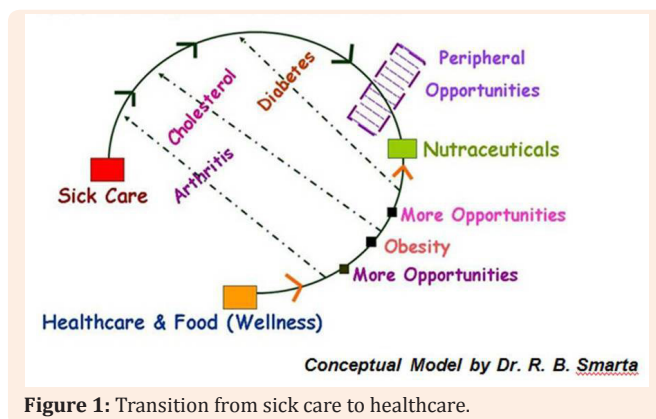 Peripheral
Opportunities
Diabetes
Cholesterol
Arthritis
Nutraceuticals
Sick Care
More Opportunities
Obesity
More Opportunities
Healthcare & Food (Wellness)
Conceptual Model by Dr. R. B. Smarta
Figure 1: Transition from sick care to healthcare.